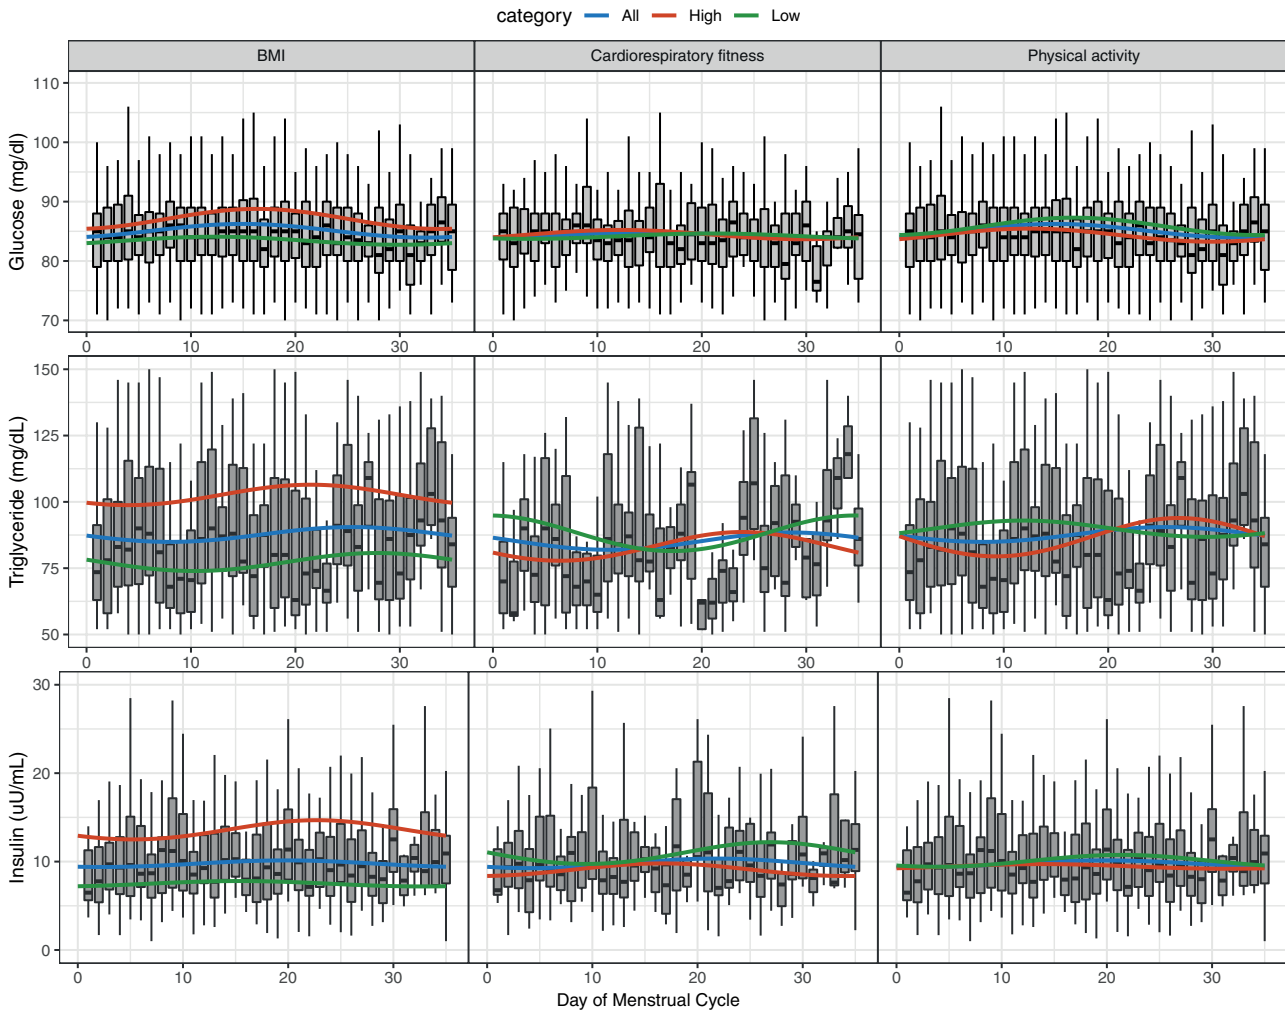 category All High Low
BMI Cardiorespiratory fitness Physical activity
Glucose (mg/dl)
110
100
90
80
70
0 10 20 30 0 10 20 30 0 10 20 30
Triglyceride (mg/dL)
150
125
100
75
50
0 10 20 30 0 10 20 30 0 10 20 30
Insulin (uU/mL)
30
20
10
0
0 10 20 30 0 10 20 30 0 10 20 30
Day of Menstrual Cycle